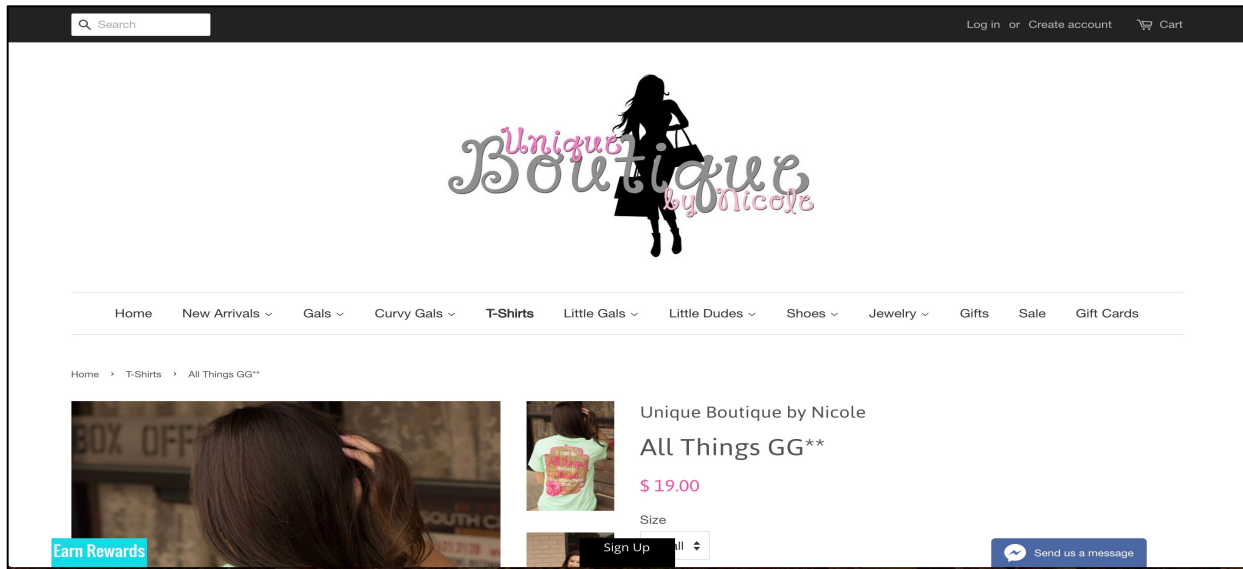 Search
Log in or Create account Cart
Unique
Boutique
by Nicole
Home New Arrivals Gals Curvy Gals T-Shirts Little Gals Little Dudes Shoes Jewelry Gifts Sale Gift Cards
Home › T-Shirts › All Things GG**
Unique Boutique by Nicole
All Things GG**
$ 19.00
Size
BOX OFF
All things
SOUTH C
Sign Up
Earn Rewards
Send us a message